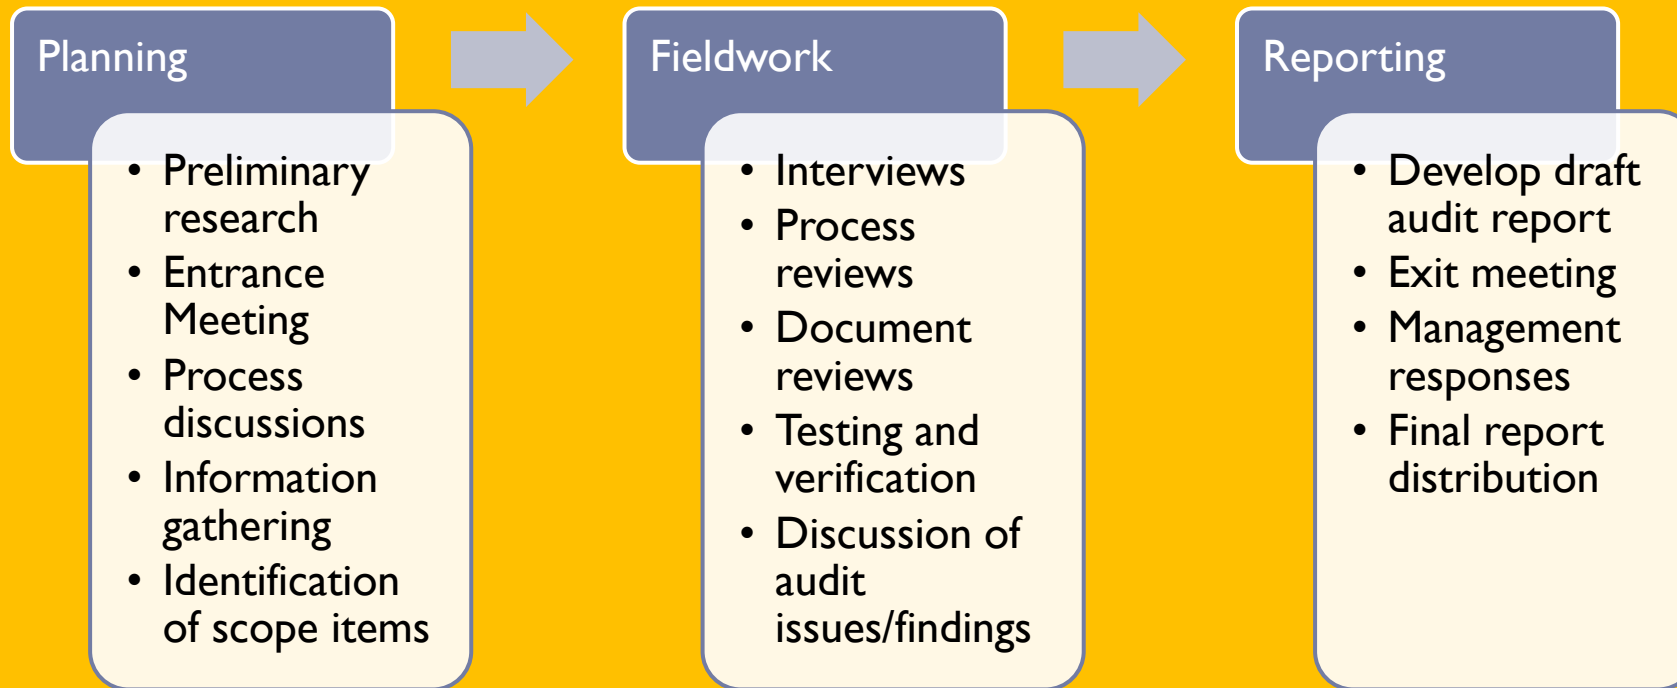 Planning
• Preliminary
research
• Entrance
Meeting
• Process
discussions
• Information
gathering
• Identification
of scope items
Fieldwork
• Interviews
• Process
reviews
• Document
reviews
• Testing and
verification
• Discussion of
audit
issues/findings
Reporting
• Develop draft
audit report
• Exit meeting
• Management
responses
• Final report
distribution